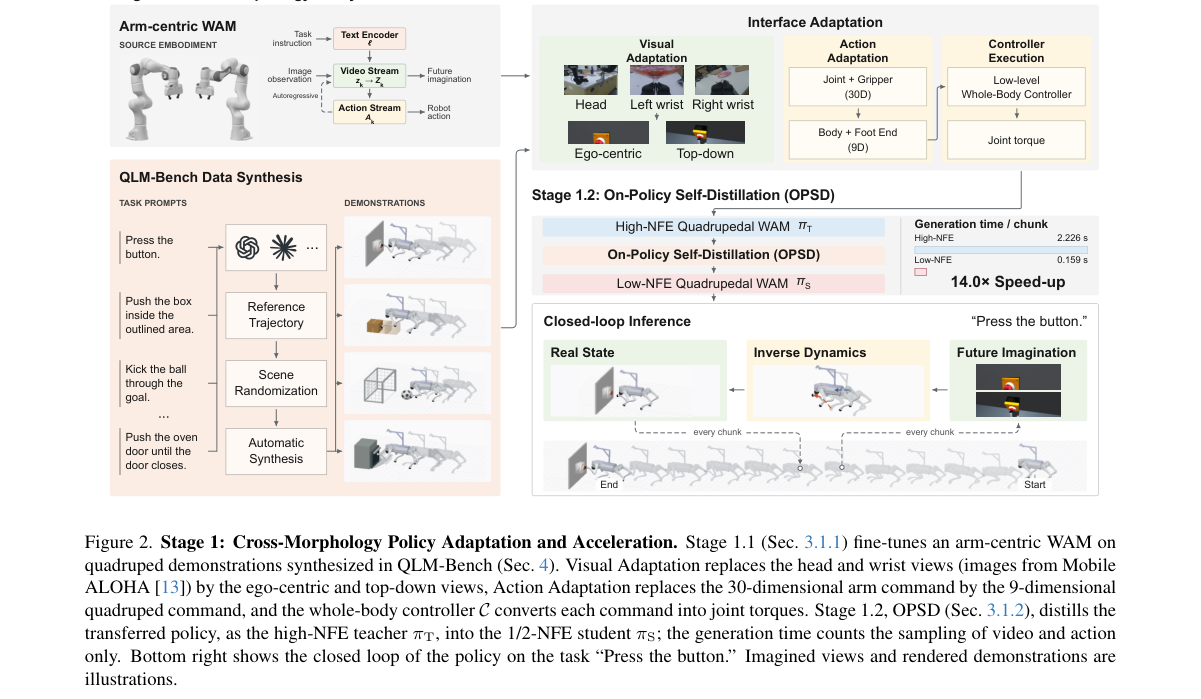 Arm-centric WAM
SOURCE EMBODIMENT
Task
instruction
Text Encoder
ℓ
Image
observation
Video Stream
zₖ → Zₖ
Future
imagination
Autoregressive
Action Stream
Aₖ
Robot
action
QLM-Bench Data Synthesis
TASK PROMPTS
DEMONSTRATIONS
Press the
button.
...
Push the box
inside the
outlined area.
Reference
Trajectory
Kick the ball
through the
goal.
Scene
Randomization
...
Push the oven
door until the
door closes.
Automatic
Synthesis
Interface Adaptation
Visual
Adaptation
Head
Left wrist
Right wrist
Ego-centric
Top-down
Action
Adaptation
Joint + Gripper
(30D)
Body + Foot End
(9D)
Controller
Execution
Low-level
Whole-Body Controller
Joint torque
Stage 1.2: On-Policy Self-Distillation (OPSD)
High-NFE Quadrupedal WAM π_T
On-Policy Self-Distillation (OPSD)
Low-NFE Quadrupedal WAM π_S
Generation time / chunk
High-NFE 2.226 s
Low-NFE 0.159 s
14.0× Speed-up
Closed-loop Inference
“Press the button.”
Real State
Inverse Dynamics
Future Imagination
every chunk
every chunk
End
Start
Figure 2. Stage 1: Cross-Morphology Policy Adaptation and Acceleration. Stage 1.1 (Sec. 3.1.1) fine-tunes an arm-centric WAM on
quadruped demonstrations synthesized in QLM-Bench (Sec. 4). Visual Adaptation replaces the head and wrist views (images from Mobile
ALOHA [13]) by the ego-centric and top-down views, Action Adaptation replaces the 30-dimensional arm command by the 9-dimensional
quadruped command, and the whole-body controller C converts each command into joint torques. Stage 1.2, OPSD (Sec. 3.1.2), distills the
transferred policy, as the high-NFE teacher π_T, into the 1/2-NFE student π_S; the generation time counts the sampling of video and action
only. Bottom right shows the closed loop of the policy on the task “Press the button.” Imagined views and rendered demonstrations are
illustrations.